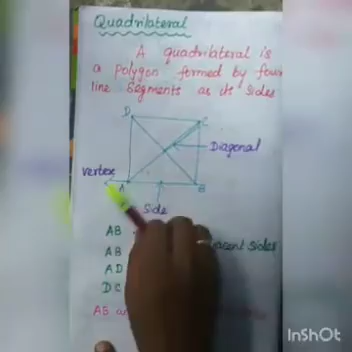 Quadrilateral
A quadrilateral is
a polygon formed by four
line segments as its sides
D C
Diagonal
vertex
A B
Side
AB
AB sides
AD
DC
InShOt